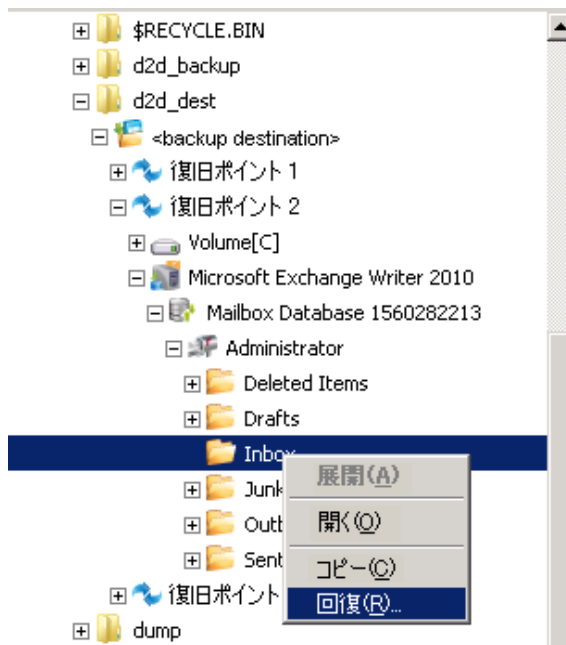 $RECYCLE.BIN
d2d_backup
d2d_dest
<backup destination>
復旧ポイント 1
復旧ポイント 2
Volume[C]
Microsoft Exchange Writer 2010
Mailbox Database 1560282213
Administrator
Deleted Items
Drafts
Inbox
展開(A)
Junk
開く(O)
Outb
コピー(C)
Sent
復旧ポイント
回復(R)...
dump